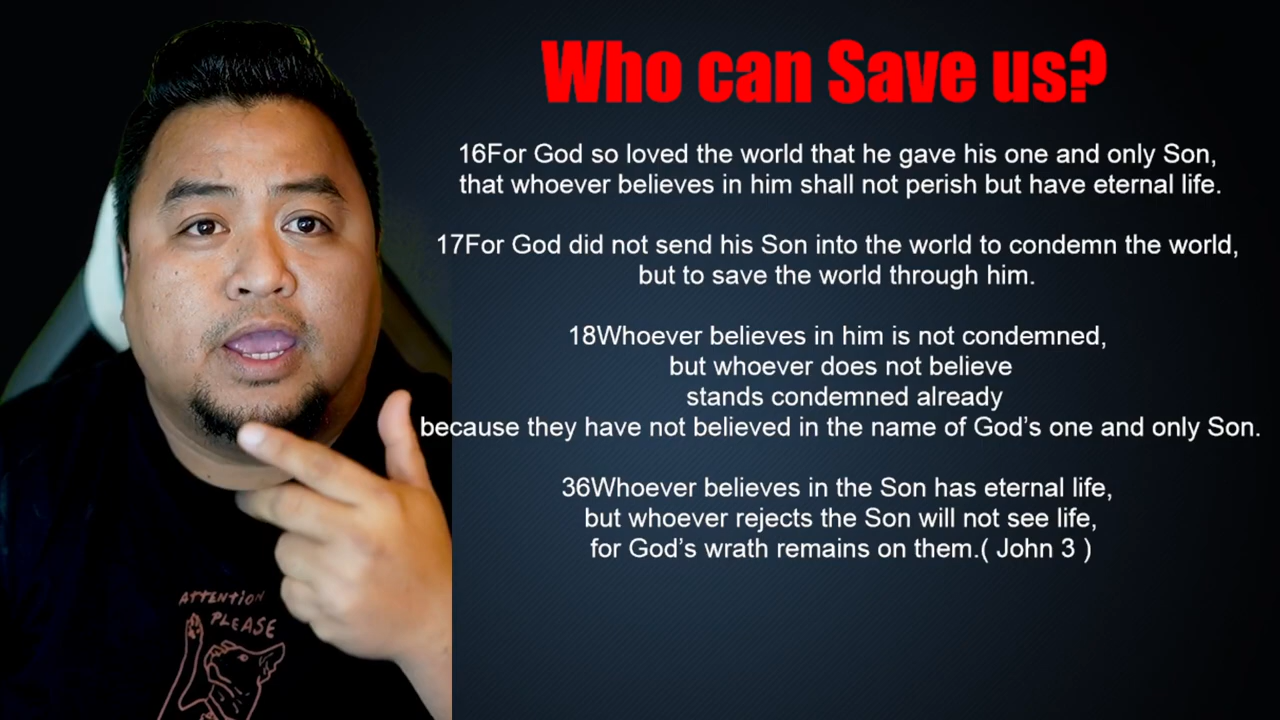 Who can Save us?
16For God so loved the world that he gave his one and only Son,
that whoever believes in him shall not perish but have eternal life.
17For God did not send his Son into the world to condemn the world,
but to save the world through him.
18Whoever believes in him is not condemned,
but whoever does not believe
stands condemned already
because they have not believed in the name of God’s one and only Son.
36Whoever believes in the Son has eternal life,
but whoever rejects the Son will not see life,
for God’s wrath remains on them.( John 3 )
ATTENTION
PLEASE